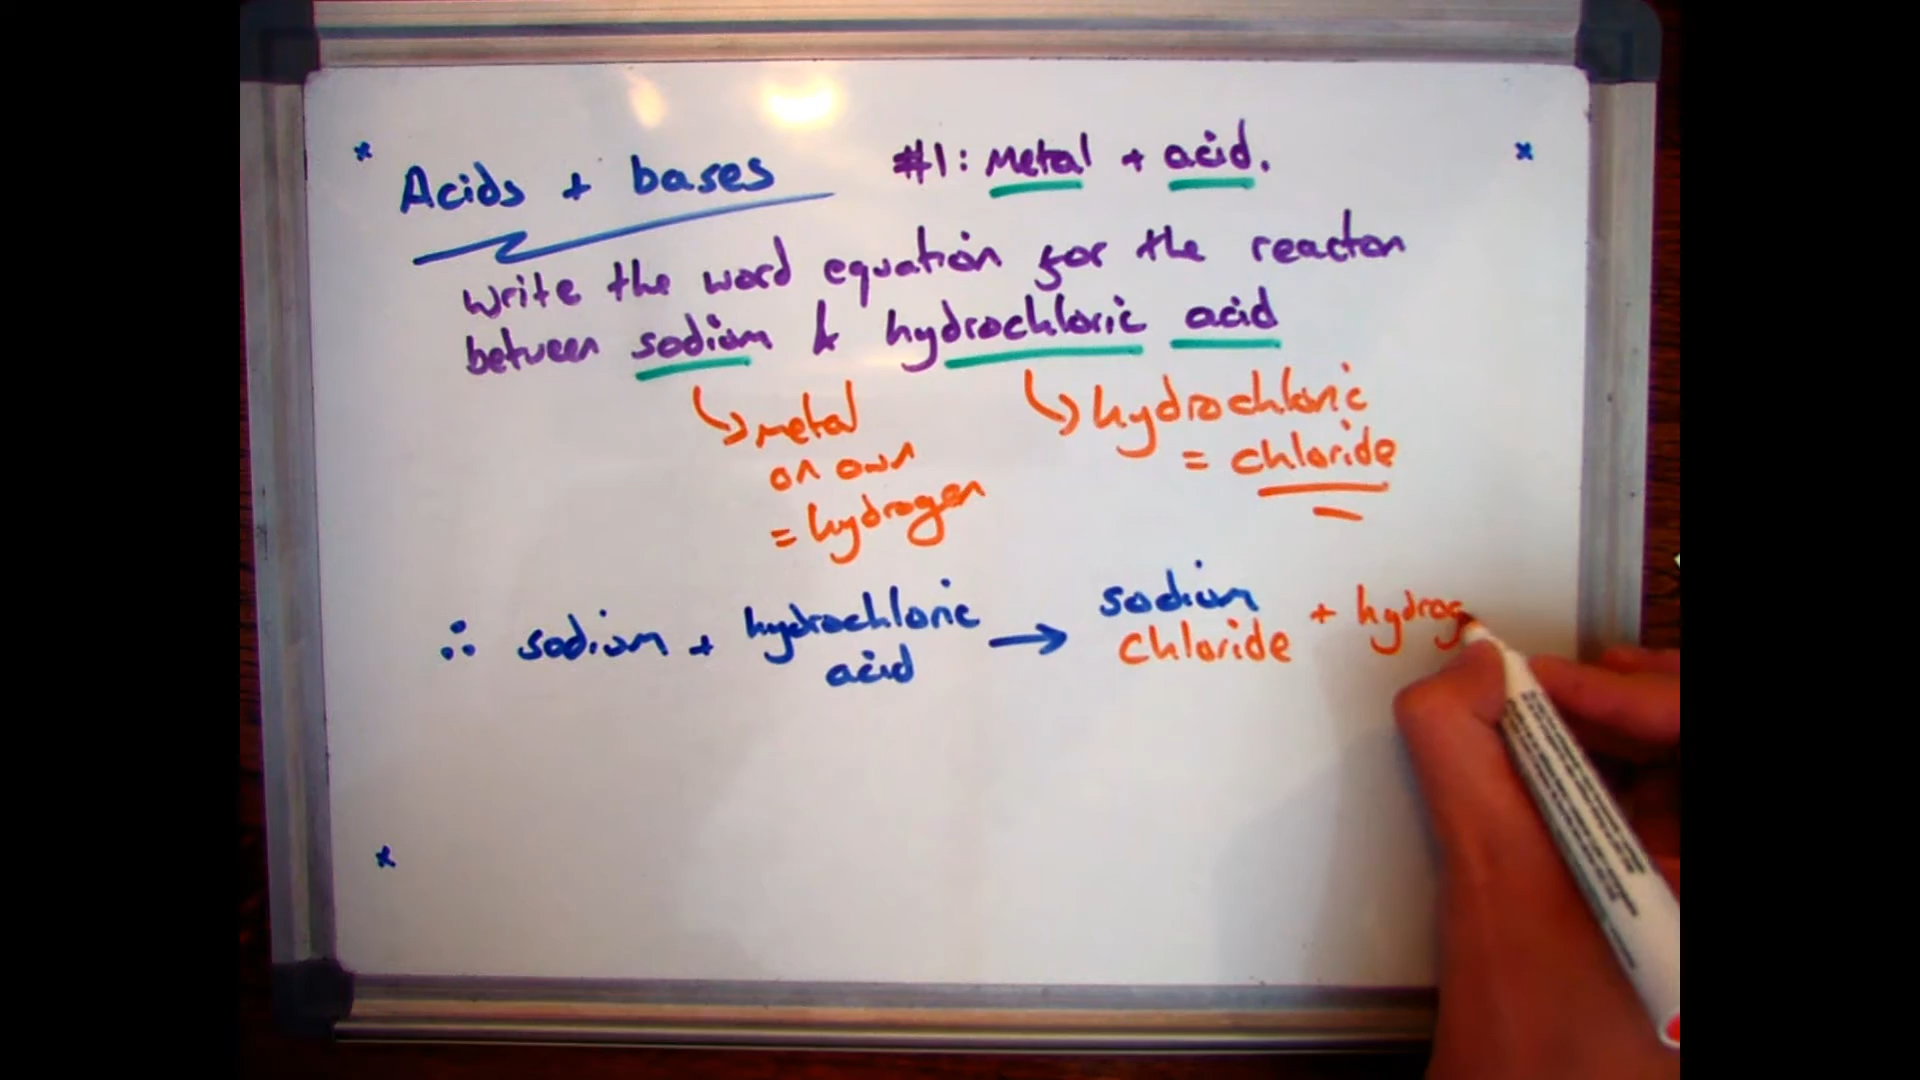 Acids + bases
#1: Metal + acid.
Write the word equation for the reacton
between sodium & hydrochloric acid
metal
on own
= hydrogen
hydrochloric
= chloride
∴ sodium + hydrochloric
acid
→ sodium
chloride
+ hydrog